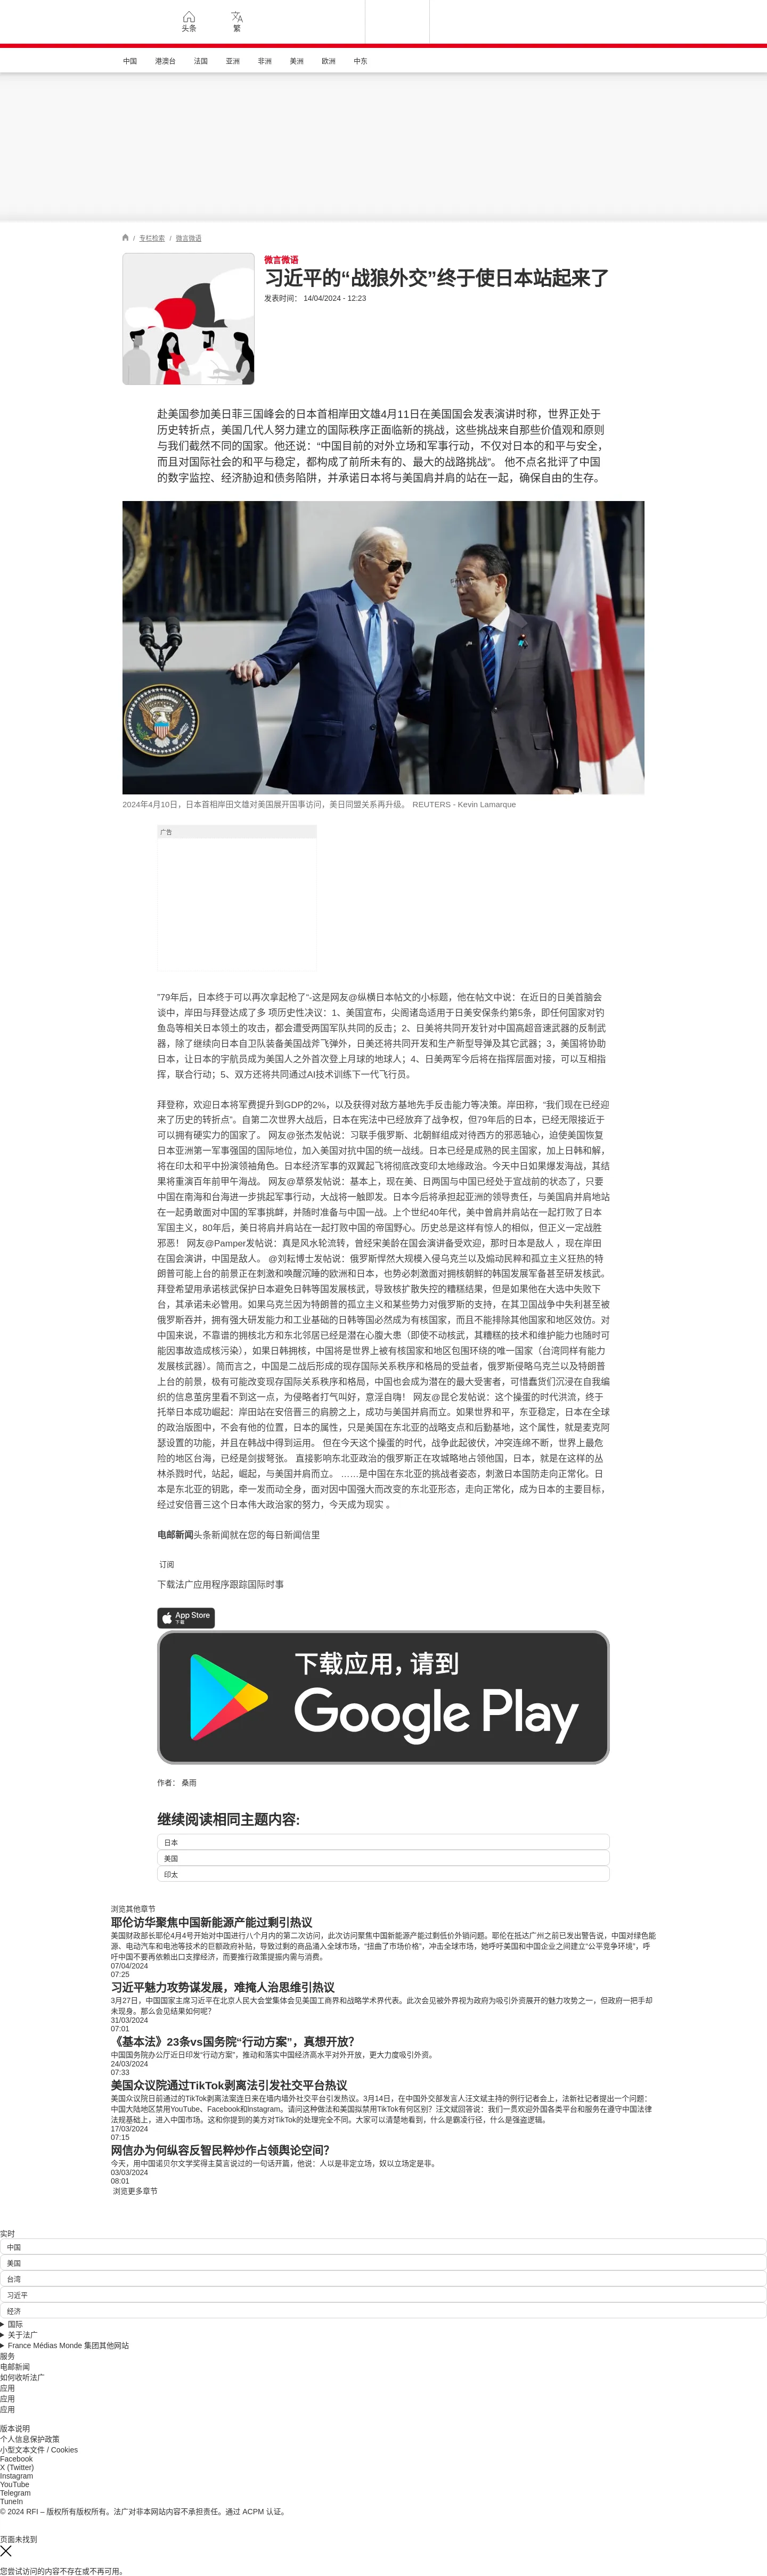 头条
繁
中国
港澳台
法国
亚洲
非洲
美洲
欧洲
中东
/ 专栏检索 / 微言微语
微言微语
习近平的“战狼外交”终于使日本站起来了
发表时间： 14/04/2024 - 12:23
赴美国参加美日菲三国峰会的日本首相岸田文雄4月11日在美国国会发表演讲时称，世界正处于
历史转折点，美国几代人努力建立的国际秩序正面临新的挑战，这些挑战来自那些价值观和原则
与我们截然不同的国家。他还说：“中国目前的对外立场和军事行动，不仅对日本的和平与安全，
而且对国际社会的和平与稳定，都构成了前所未有的、最大的战略挑战”。 他不点名批评了中国
的数字监控、经济胁迫和债务陷阱，并承诺日本将与美国肩并肩的站在一起，确保自由的生存。
2024年4月10日，日本首相岸田文雄对美国展开国事访问，美日同盟关系再升级。 REUTERS - Kevin Lamarque
广告
”79年后，日本终于可以再次拿起枪了“-这是网友@纵横日本帖文的小标题，他在帖文中说：在近日的日美首脑会
谈中，岸田与拜登达成了多 项历史性决议：1、美国宣布，尖阁诸岛适用于日美安保条约第5条，即任何国家对钓
鱼岛等相关日本领土的攻击，都会遭受两国军队共同的反击；2、日美将共同开发针对中国高超音速武器的反制武
器，除了继续向日本自卫队装备美国战斧飞弹外，日美还将共同开发和生产新型导弹及其它武器；3，美国将协助
日本，让日本的宇航员成为美国人之外首次登上月球的地球人；4、日美两军今后将在指挥层面对接，可以互相指
挥，联合行动；5、双方还将共同通过AI技术训练下一代飞行员。
拜登称，欢迎日本将军费提升到GDP的2%，以及获得对敌方基地先手反击能力等决策。岸田称，“我们现在已经迎
来了历史的转折点”。自第二次世界大战后，日本在宪法中已经放弃了战争权，但79年后的日本，已经无限接近于
可以拥有硬实力的国家了。 网友@张杰发帖说：习联手俄罗斯、北朝鲜组成对待西方的邪恶轴心，迫使美国恢复
日本亚洲第一军事强国的国际地位，加入美国对抗中国的统一战线。日本已经是成熟的民主国家，加上日韩和解，
将在印太和平中扮演领袖角色。日本经济军事的双翼起飞将彻底改变印太地缘政治。今天中日如果爆发海战，其结
果将重演百年前甲午海战。 网友@草祭发帖说：基本上，现在美、日两国与中国已经处于宣战前的状态了，只要
中国在南海和台海进一步挑起军事行动，大战将一触即发。日本今后将承担起亚洲的领导责任，与美国肩并肩地站
在一起勇敢面对中国的军事挑衅，并随时准备与中国一战。上个世纪40年代，美中曾肩并肩站在一起打败了日本
军国主义，80年后，美日将肩并肩站在一起打败中国的帝国野心。历史总是这样有惊人的相似，但正义一定战胜
邪恶！ 网友@Pamper发帖说：真是风水轮流转，曾经宋美龄在国会演讲备受欢迎，那时日本是敌人 ，现在岸田
在国会演讲，中国是敌人。 @刘耘博士发帖说：俄罗斯悍然大规模入侵乌克兰以及煽动民粹和孤立主义狂热的特
朗普可能上台的前景正在刺激和唤醒沉睡的欧洲和日本，也势必刺激面对拥核朝鲜的韩国发展军备甚至研发核武。
拜登希望用承诺核武保护日本避免日韩等国发展核武，导致核扩散失控的糟糕结果，但是如果他在大选中失败下
台，其承诺未必管用。如果乌克兰因为特朗普的孤立主义和某些势力对俄罗斯的支持，在其卫国战争中失利甚至被
俄罗斯吞并，拥有强大研发能力和工业基础的日韩等国必然成为有核国家，而且不能排除其他国家和地区效仿。对
中国来说，不靠谱的拥核北方和东北邻居已经是潜在心腹大患（即使不动核武，其糟糕的技术和维护能力也随时可
能因事故造成核污染），如果日韩拥核，中国将是世界上被有核国家和地区包围环绕的唯一国家（台湾同样有能力
发展核武器）。简而言之，中国是二战后形成的现存国际关系秩序和格局的受益者，俄罗斯侵略乌克兰以及特朗普
上台的前景，极有可能改变现存国际关系秩序和格局，中国也会成为潜在的最大受害者，可惜蠢货们沉浸在自我编
织的信息茧房里看不到这一点，为侵略者打气叫好，意淫自嗨！ 网友@昆仑发帖说：这个操蛋的时代洪流，终于
托举日本成功崛起：岸田站在安倍晋三的肩膀之上，成功与美国并肩而立。如果世界和平，东亚稳定，日本在全球
的政治版图中，不会有他的位置，日本的属性，只是美国在东北亚的战略支点和后勤基地，这个属性，就是麦克阿
瑟设置的功能，并且在韩战中得到运用。 但在今天这个操蛋的时代，战争此起彼伏，冲突连绵不断，世界上最危
险的地区台海，已经是剑拔弩张。 直接影响东北亚政治的俄罗斯正在攻城略地占领他国，日本，就是在这样的丛
林杀戮时代，站起，崛起，与美国并肩而立。 ……是中国在东北亚的挑战者姿态，刺激日本国防走向正常化。日
本是东北亚的钥匙，牵一发而动全身，面对因中国强大而改变的东北亚形态，走向正常化，成为日本的主要目标，
经过安倍晋三这个日本伟大政治家的努力，今天成为现实 。
电邮新闻头条新闻就在您的每日新闻信里
订阅
下载法广应用程序跟踪国际时事
App Store
下载
下载应用，请到
Google Play
作者： 桑雨
继续阅读相同主题内容:
日本
美国
印太
浏览其他章节
耶伦访华聚焦中国新能源产能过剩引热议
美国财政部长耶伦4月4号开始对中国进行八个月内的第二次访问，此次访问聚焦中国新能源产能过剩低价外销问题。耶伦在抵达广州之前已发出警告说，中国对绿色能
源、电动汽车和电池等技术的巨额政府补贴，导致过剩的商品涌入全球市场，“扭曲了市场价格”，冲击全球市场，她呼吁美国和中国企业之间建立“公平竞争环境”，呼
吁中国不要再依赖出口支撑经济，而要推行政策提振内需与消费。
07/04/2024
07:25
习近平魅力攻势谋发展，难掩人治思维引热议
3月27日，中国国家主席习近平在北京人民大会堂集体会见美国工商界和战略学术界代表。此次会见被外界视为政府为吸引外资展开的魅力攻势之一，但政府一把手却
未现身。那么会见结果如何呢？
31/03/2024
07:01
《基本法》23条vs国务院“行动方案”，真想开放？
中国国务院办公厅近日印发“行动方案”，推动和落实中国经济高水平对外开放，更大力度吸引外资。
24/03/2024
07:33
美国众议院通过TikTok剥离法引发社交平台热议
美国众议院日前通过的TikTok剥离法案连日来在墙内墙外社交平台引发热议。3月14日，在中国外交部发言人汪文斌主持的例行记者会上，法新社记者提出一个问题：
中国大陆地区禁用YouTube、Facebook和Instagram。请问这种做法和美国拟禁用TikTok有何区别？汪文斌回答说：我们一贯欢迎外国各类平台和服务在遵守中国法律
法规基础上，进入中国市场。这和你提到的美方对TikTok的处理完全不同。大家可以清楚地看到，什么是霸凌行径，什么是强盗逻辑。
17/03/2024
07:15
网信办为何纵容反智民粹炒作占领舆论空间？
今天，用中国诺贝尔文学奖得主莫言说过的一句话开篇，他说：人以是非定立场，奴以立场定是非。
03/03/2024
08:01
浏览更多章节
实时
中国
美国
台湾
习近平
经济
国际
关于法广
France Médias Monde 集团其他网站
服务
电邮新闻
如何收听法广
应用
应用
应用
版本说明
个人信息保护政策
小型文本文件 / Cookies
Facebook
X (Twitter)
Instagram
YouTube
Telegram
TuneIn
© 2024 RFI – 版权所有版权所有。法广对非本网站内容不承担责任。通过 ACPM 认证。
页面未找到
您尝试访问的内容不存在或不再可用。